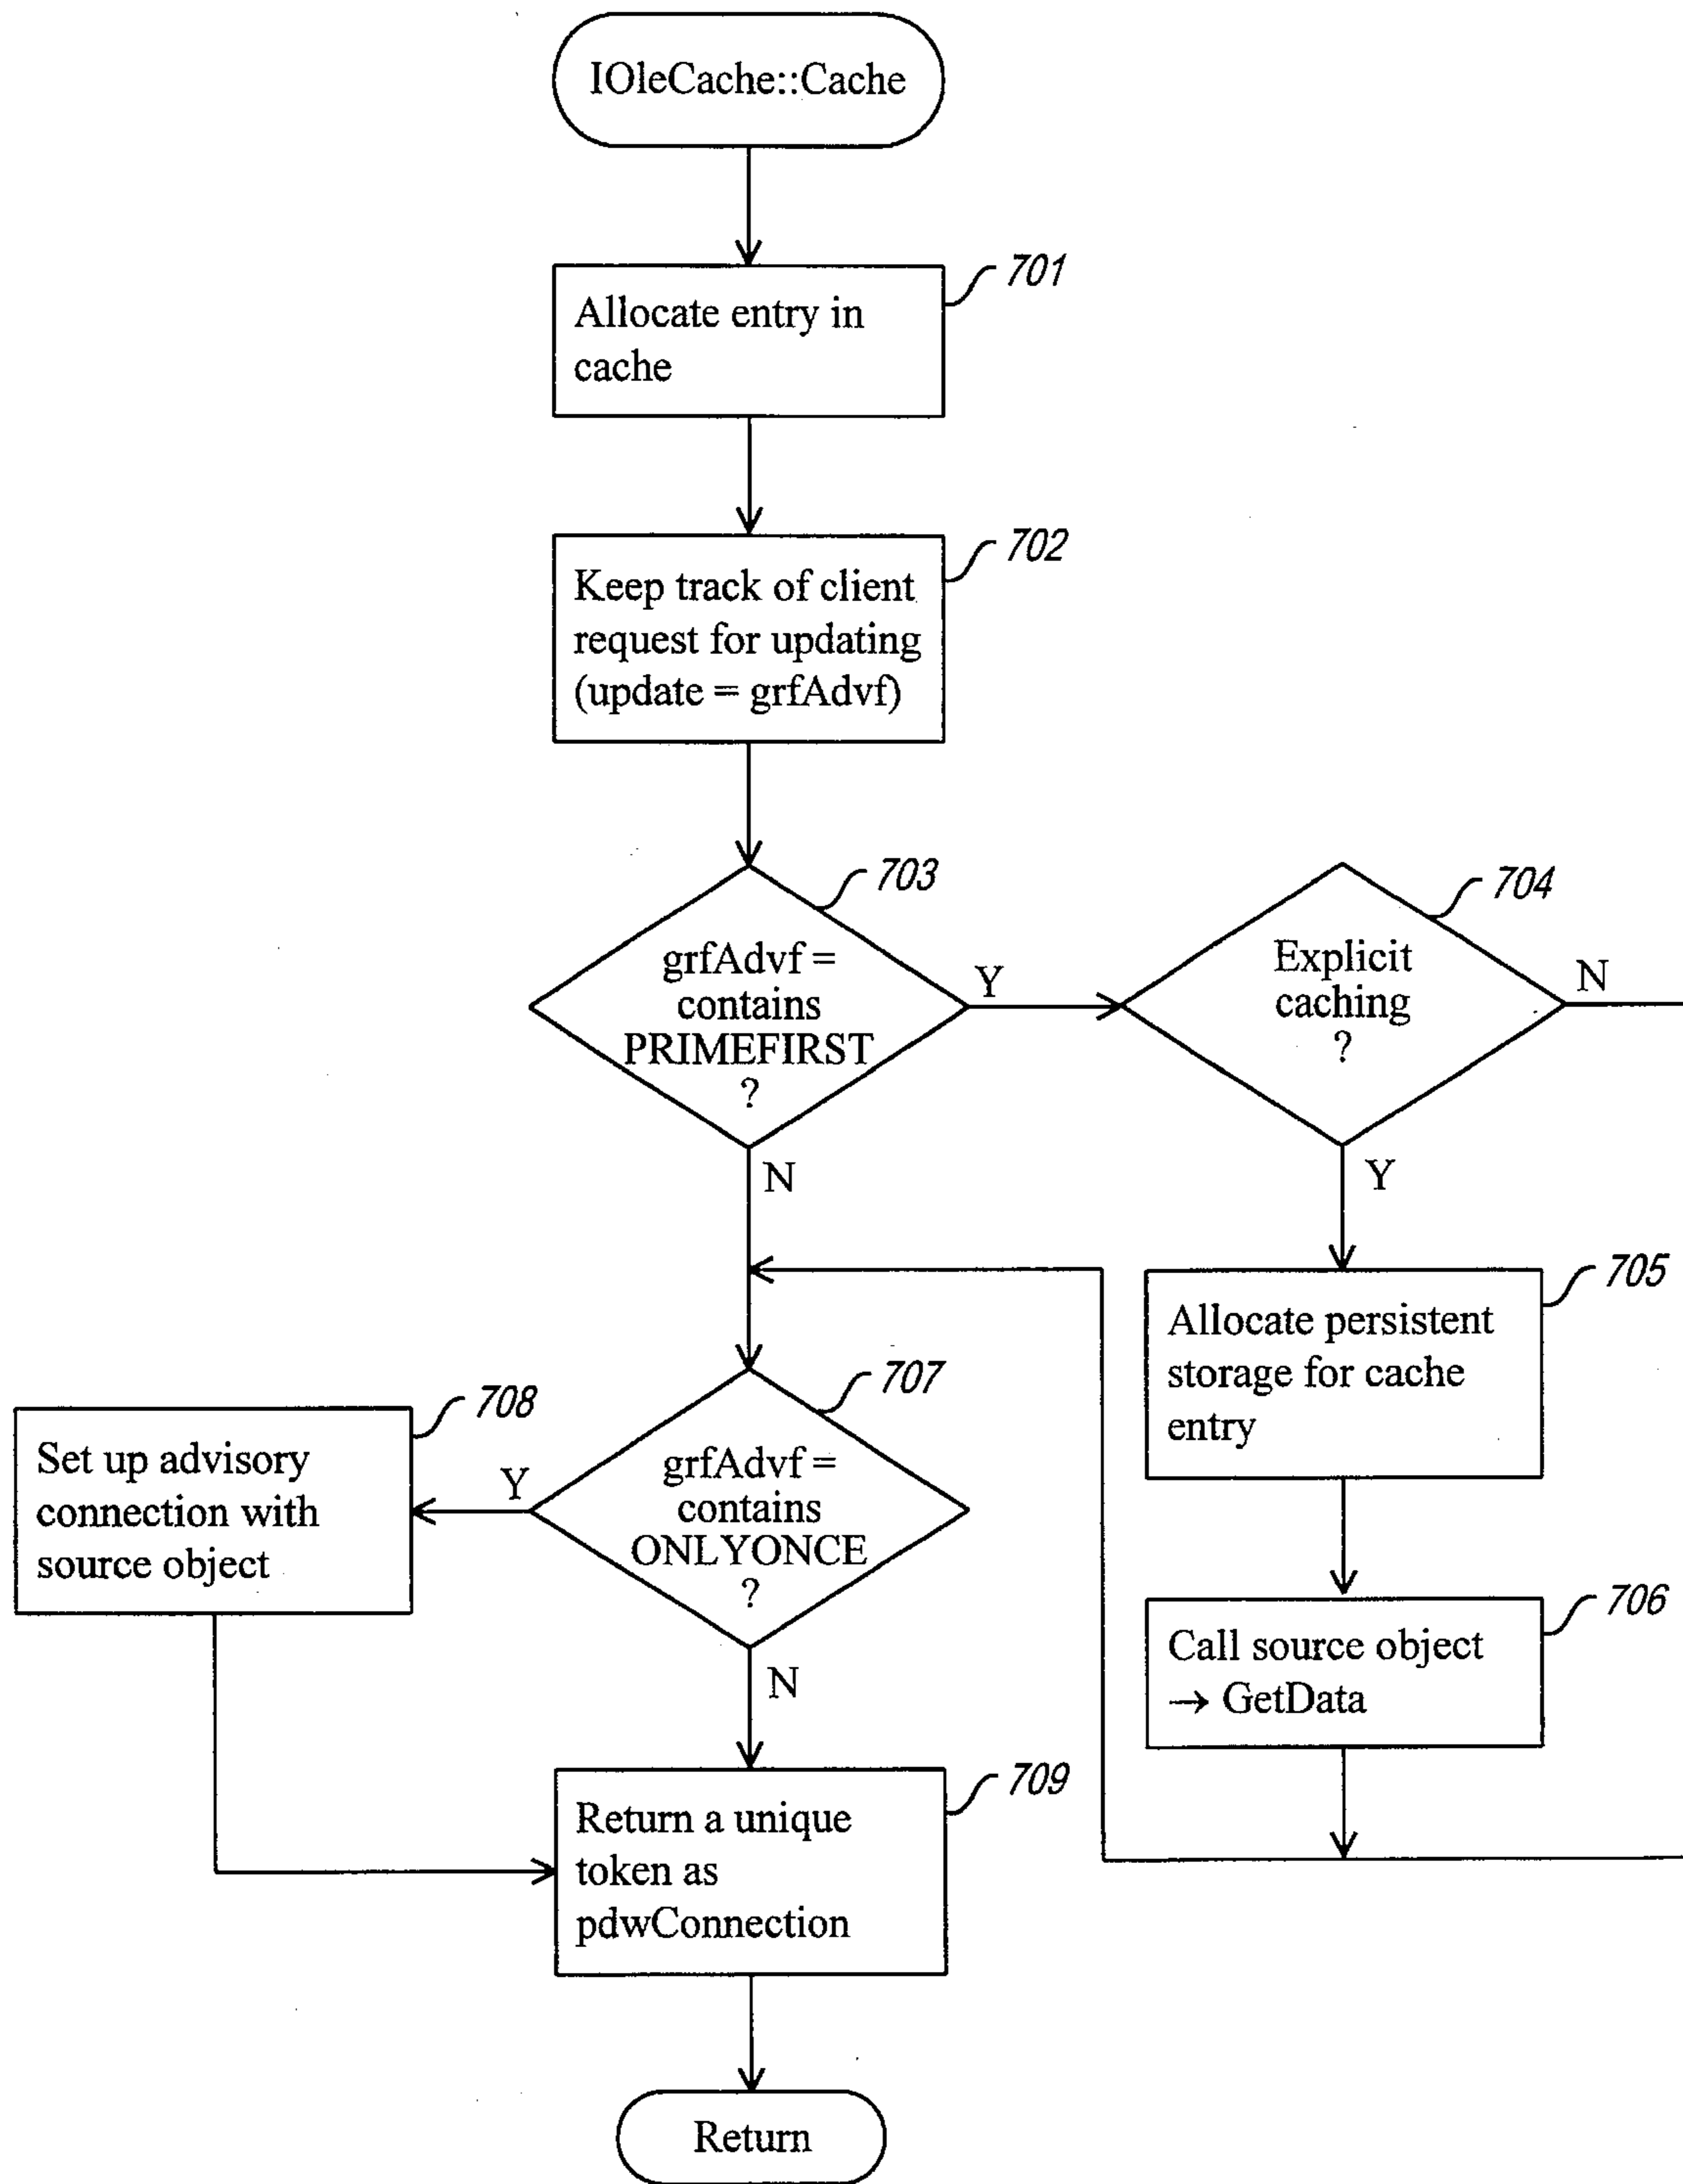 IOleCache::Cache
701
Allocate entry in
cache
702
Keep track of client
request for updating
(update = grfAdvf)
703
grfAdvf =
contains
PRIMEFIRST
?
Y
N
704
Explicit
caching
?
N
Y
705
Allocate persistent
storage for cache
entry
706
Call source object
→ GetData
707
grfAdvf =
contains
ONLYONCE
?
Y
N
708
Set up advisory
connection with
source object
709
Return a unique
token as
pdwConnection
Return